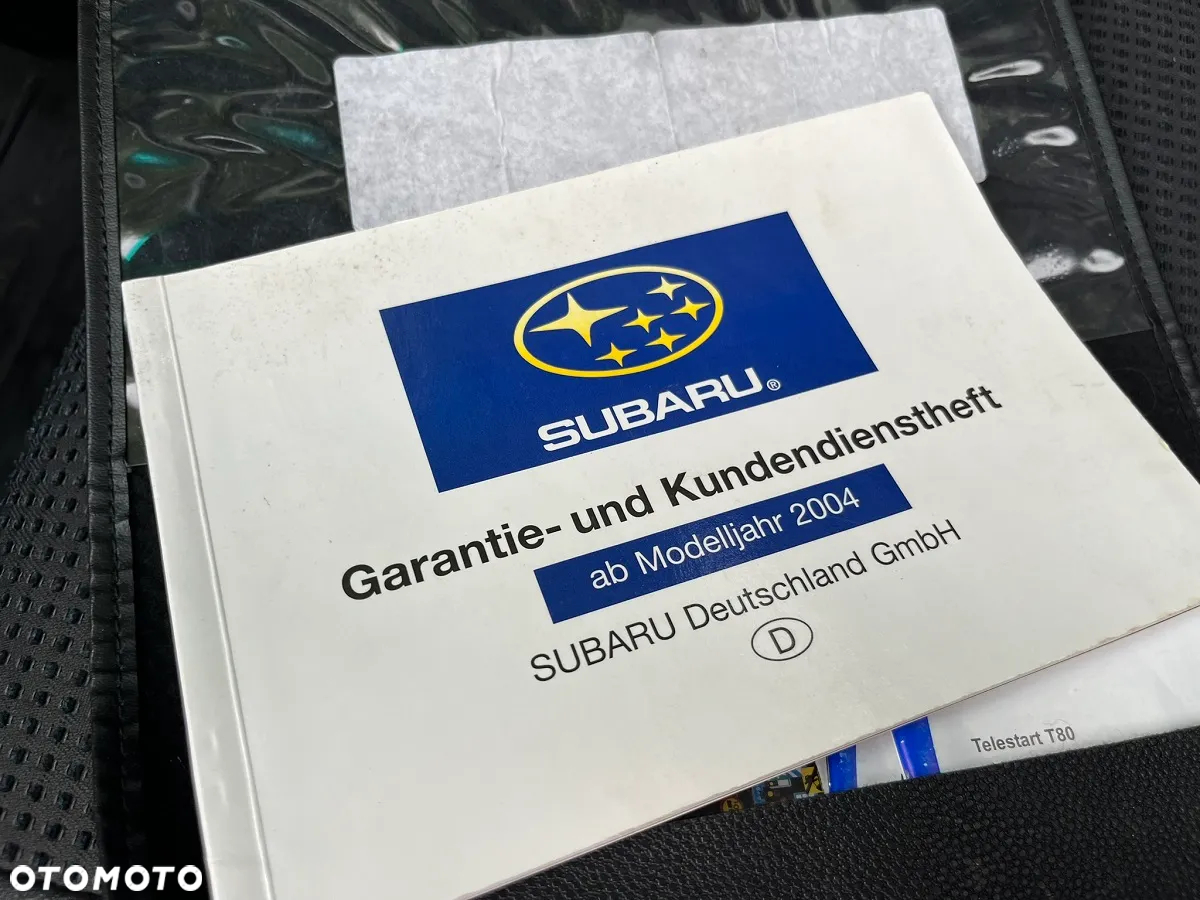 SUBARU®
Garantie- und Kundendienstheft
ab Modelljahr 2004
SUBARU Deutschland GmbH
D
Telestart T80
OTOMOTO